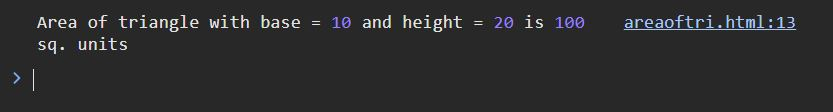 Area of triangle with base = 10 and height = 20 is 100 areaoftri.html:13
sq. units
>